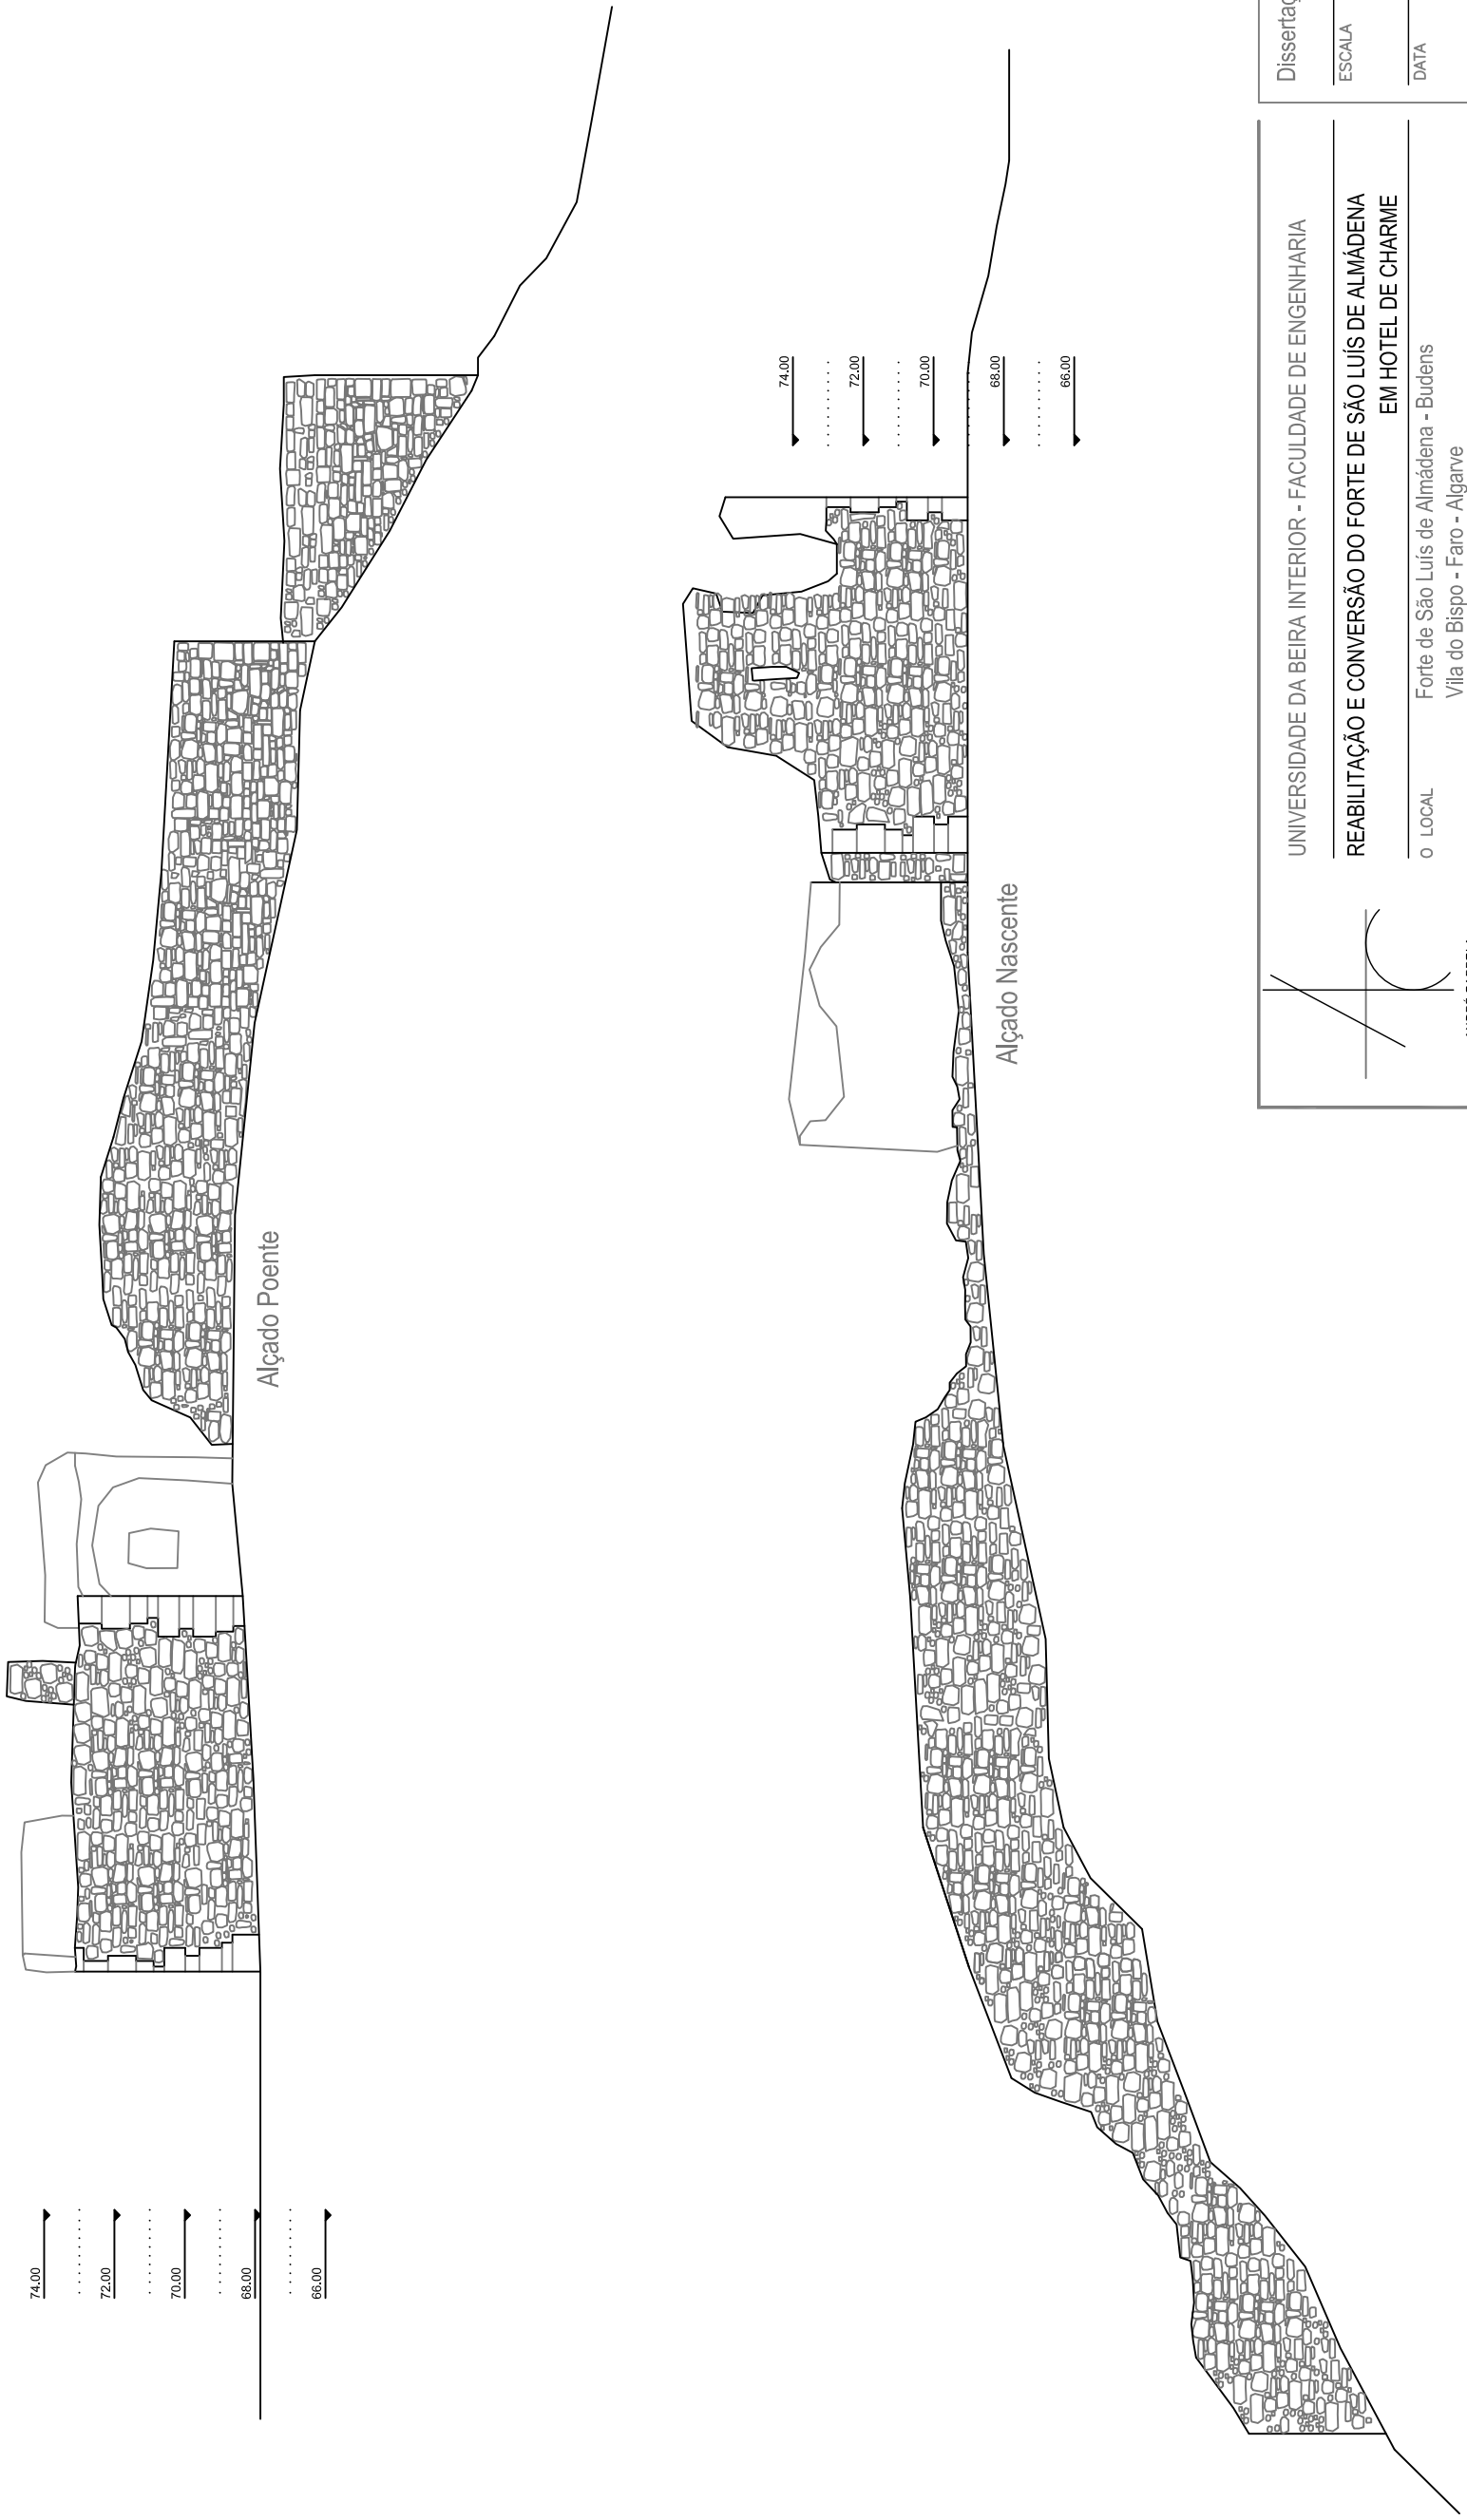 74.00
72.00
70.00
68.00
66.00
Alçado Poente
74.00
72.00
70.00
68.00
66.00
Alçado Nascente
UNIVERSIDADE DA BEIRA INTERIOR - FACULDADE DE ENGENHARIA
REABILITAÇÃO E CONVERSÃO DO FORTE DE SÃO LUÍS DE ALMÁDENA
EM HOTEL DE CHARME
O LOCAL
Forte de São Luís de Almádena - Budens
Vila do Bispo - Faro - Algarve
ESCALA
DATA